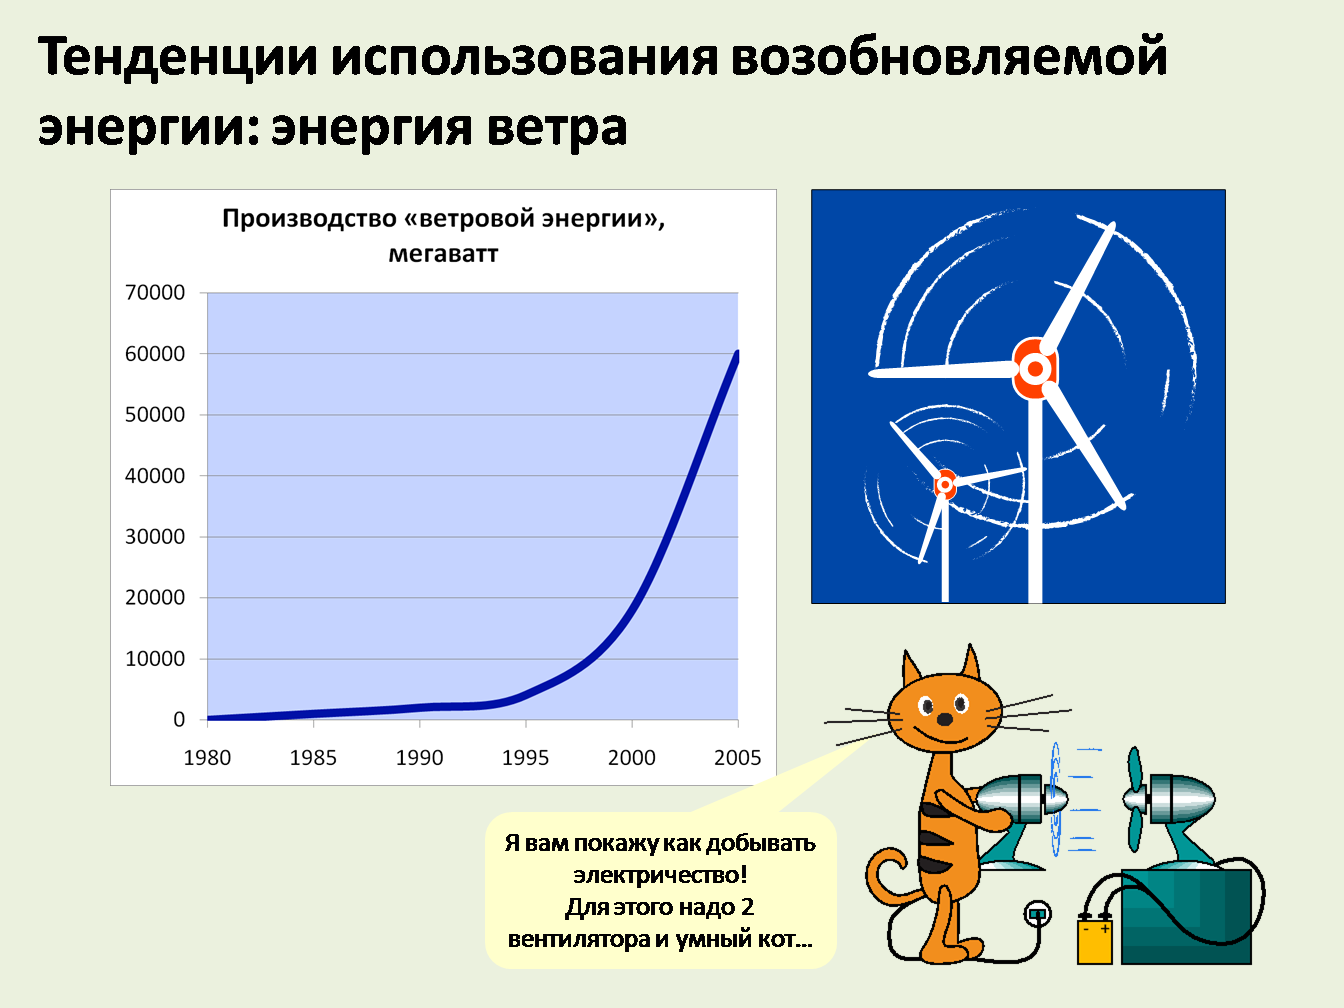 Тенденции использования возобновляемой
энергии: энергия ветра
Производство «ветровой энергии»,
мегаватт
70000
60000
50000
40000
30000
20000
10000
0
1980 1985 1990 1995 2000 2005
Я вам покажу как добывать
электричество!
Для этого надо 2
вентилятора и умный кот...
- +